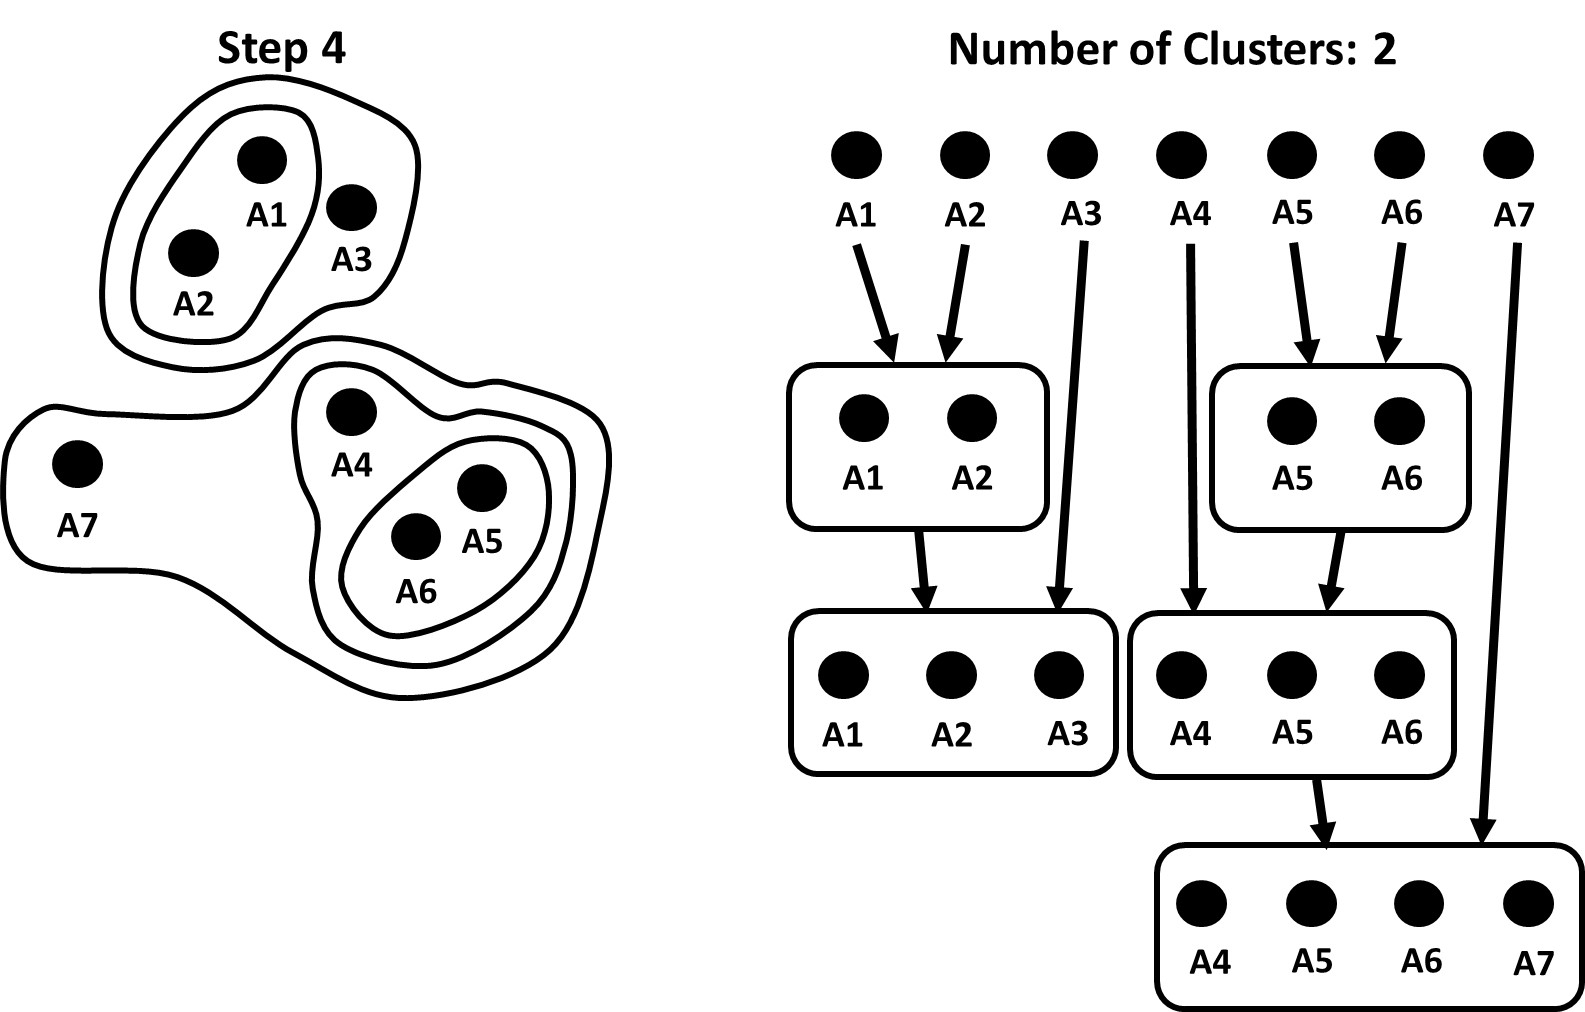 Step 4
A1
A2
A3
A4
A5
A6
A7
Number of Clusters: 2
A1 A2 A3 A4 A5 A6 A7
A1 A2
A5 A6
A1 A2 A3
A4 A5 A6
A4 A5 A6 A7